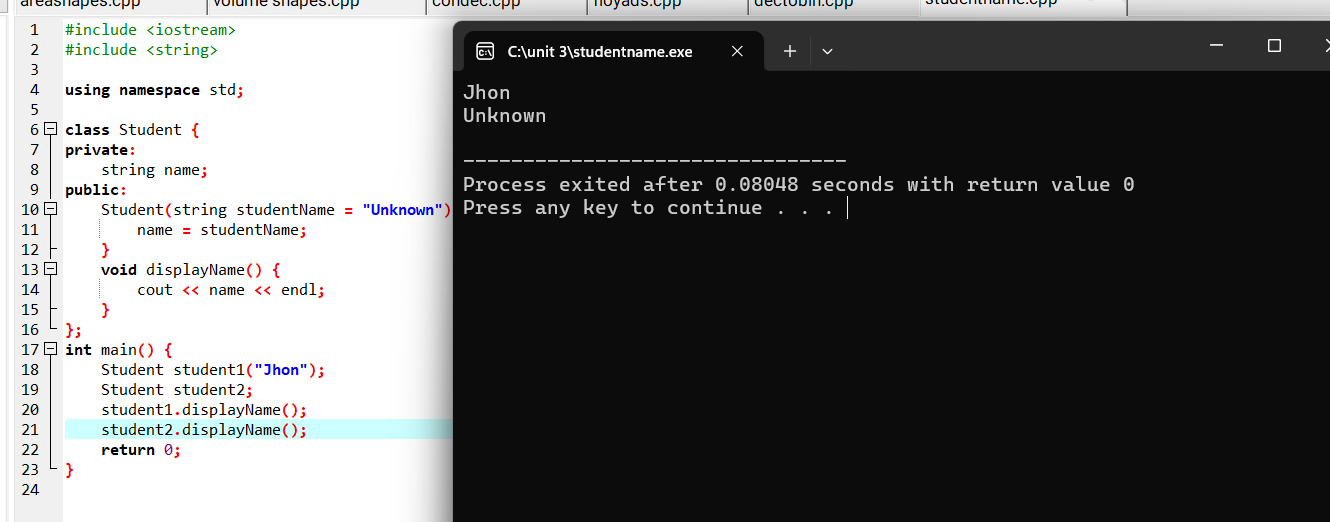 areashapes.cpp
volume shapes.cpp
condec.cpp
noyads.cpp
dectobin.cpp
studentname.cpp
1 #include <iostream>
2 #include <string>
3
4 using namespace std;
5
6 class Student {
7 private:
8 string name;
9 public:
10 Student(string studentName = "Unknown")
11 name = studentName;
12 }
13 void displayName() {
14 cout << name << endl;
15 }
16 };
17 int main() {
18 Student student1("Jhon");
19 Student student2;
20 student1.displayName();
21 student2.displayName();
22 return 0;
23 }
24
C:\unit 3\studentname.exe
Jhon
Unknown
--------------------------------
Process exited after 0.08048 seconds with return value 0
Press any key to continue . . .